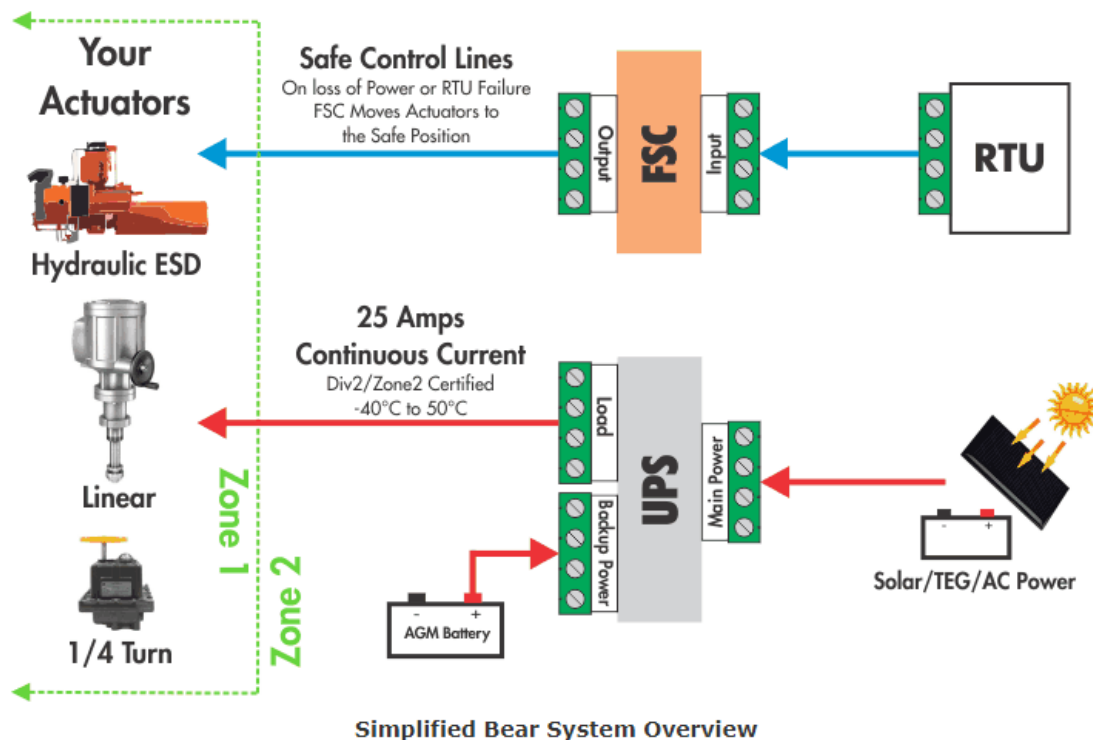 Your
Actuators
Hydraulic ESD
Linear
1/4 Turn
Zone 1
Zone 2
Safe Control Lines
On loss of Power or RTU Failure
FSC Moves Actuators to
the Safe Position
Output
FSC
Input
RTU
25 Amps
Continuous Current
Div2/Zone2 Certified
-40°C to 50°C
Load
Backup Power
UPS
Main Power
- +
AGM Battery
- +
Solar/TEG/AC Power
Simplified Bear System Overview